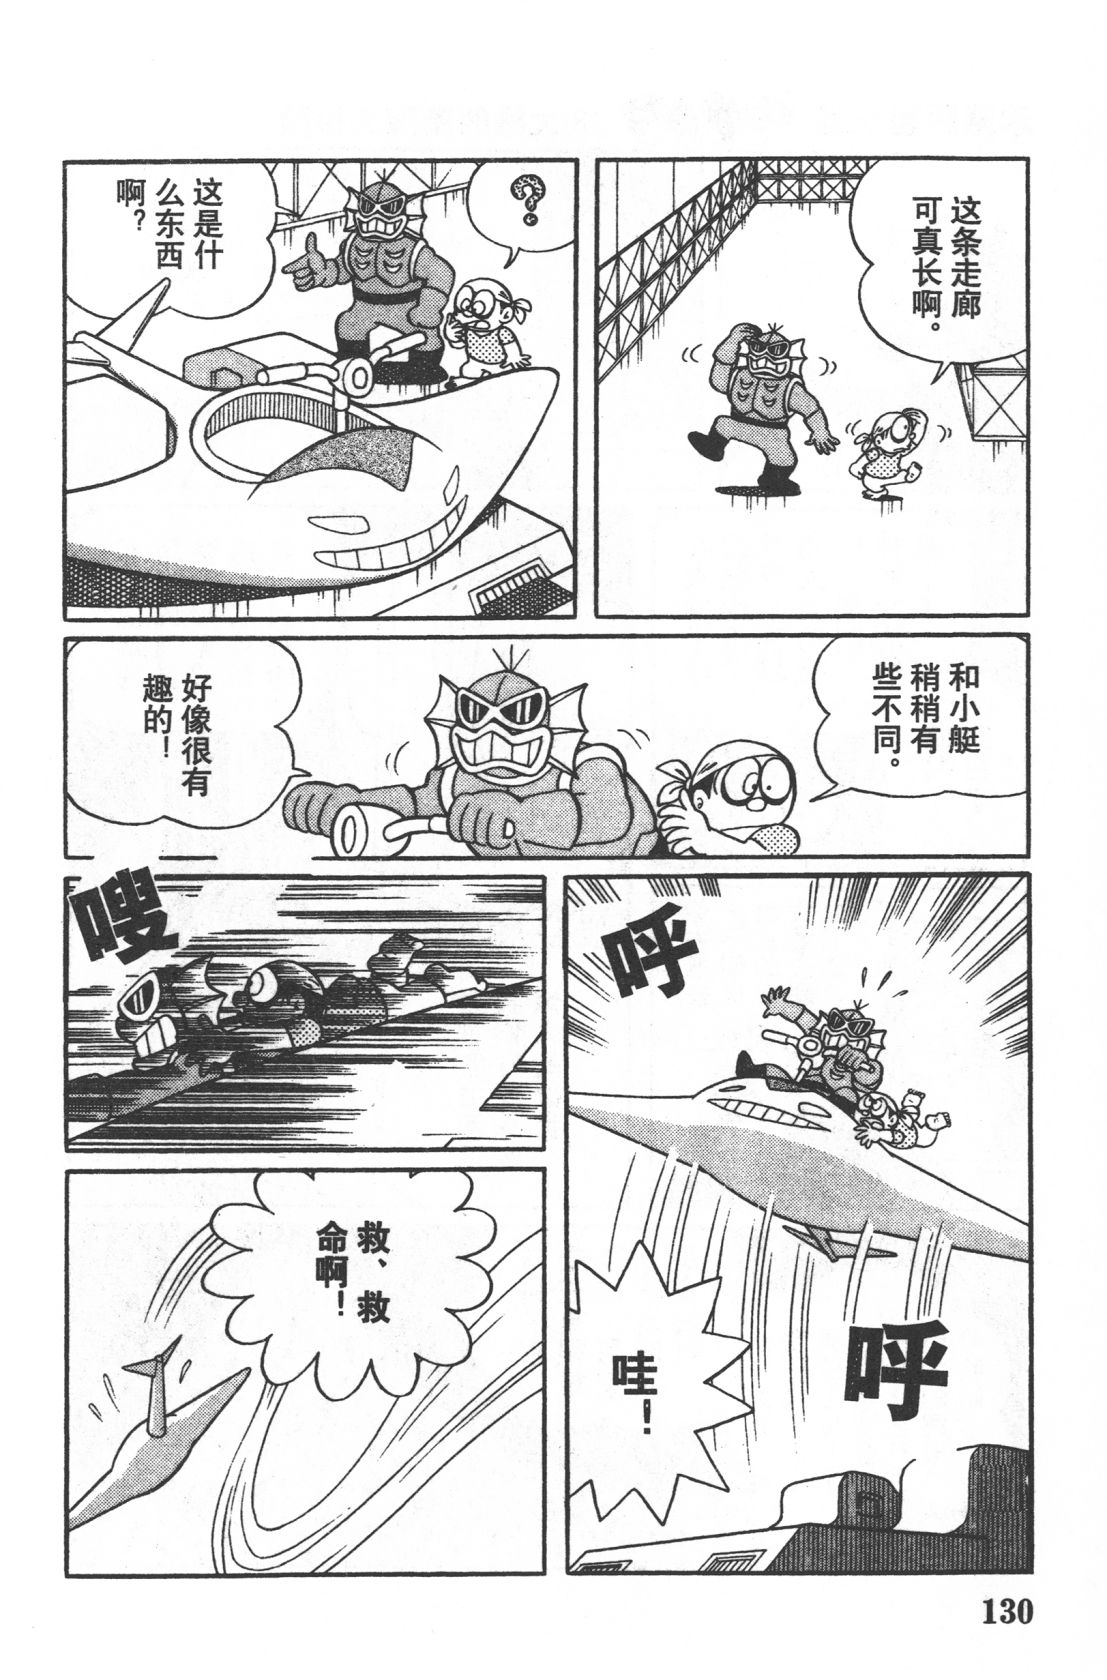 这条走廊
可真长啊。
?
这是什
么东西
啊?
和小艇
稍稍有
些不同。
好像很有
趣的!
呼
呼
哇!
嗖
救、救
命啊!
130